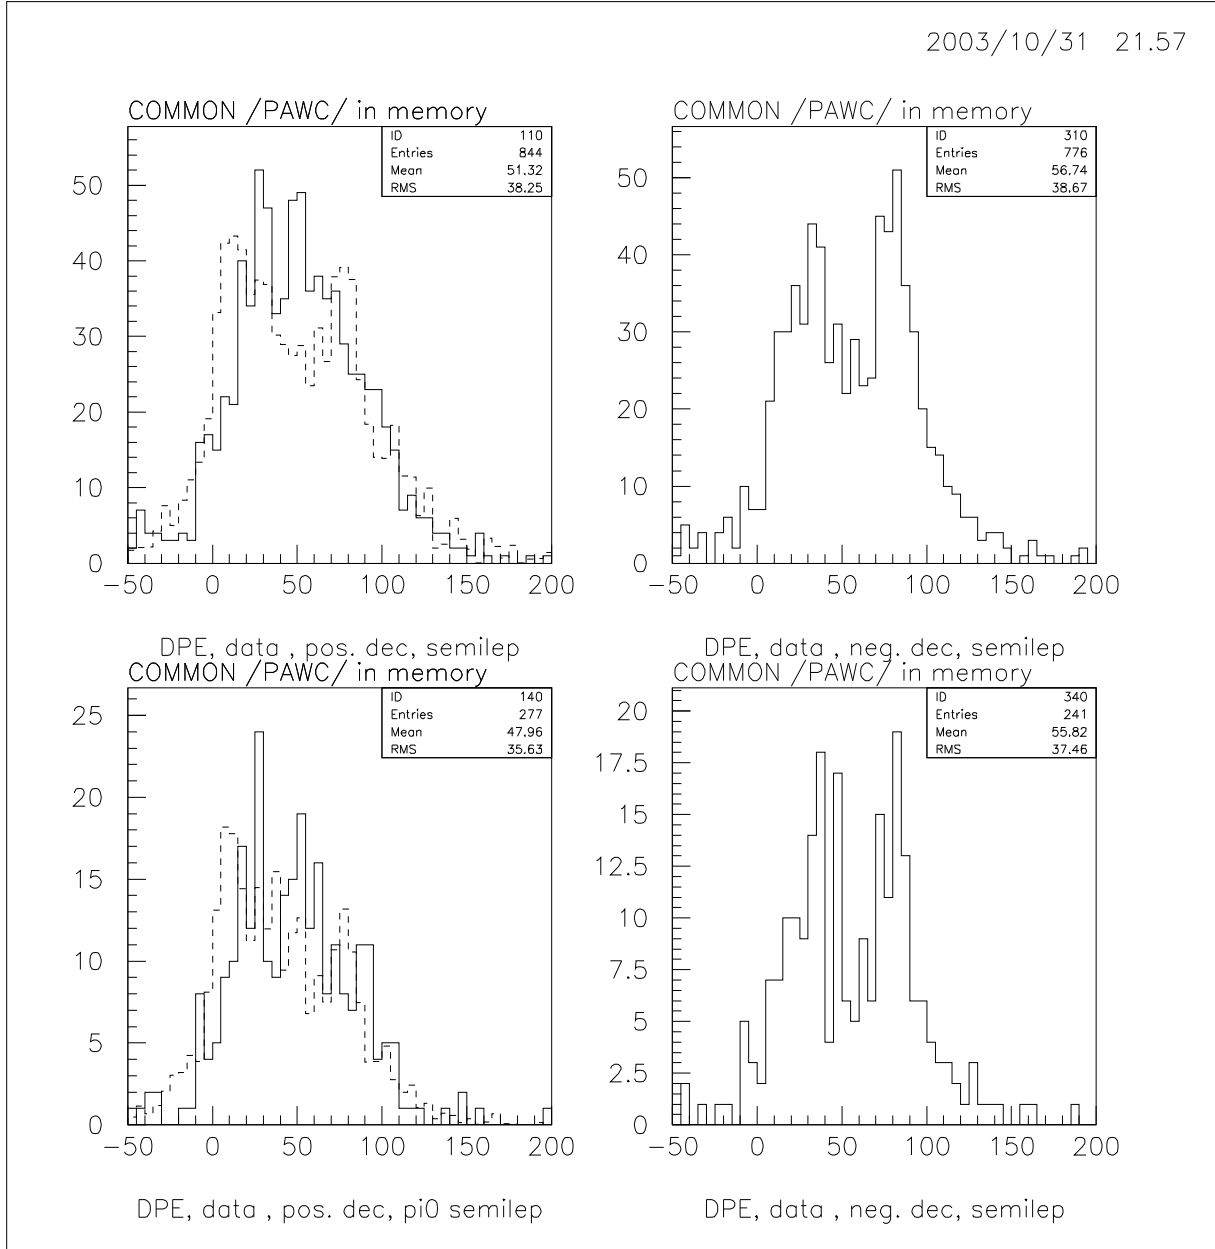 2003/10/31 21.57
COMMON /PAWC/ in memory
ID 110
Entries 844
Mean 51.32
RMS 38.25
50
40
30
20
10
0
-50 0 50 100 150 200
DPE, data , pos. dec, semilep
COMMON /PAWC/ in memory
ID 310
Entries 776
Mean 56.74
RMS 38.67
50
40
30
20
10
0
-50 0 50 100 150 200
DPE, data , neg. dec, semilep
COMMON /PAWC/ in memory
ID 140
Entries 277
Mean 47.96
RMS 35.63
25
20
15
10
5
0
-50 0 50 100 150 200
DPE, data , pos. dec, pi0 semilep
COMMON /PAWC/ in memory
ID 340
Entries 241
Mean 55.82
RMS 37.46
20
17.5
15
12.5
10
7.5
5
2.5
0
-50 0 50 100 150 200
DPE, data , neg. dec, semilep